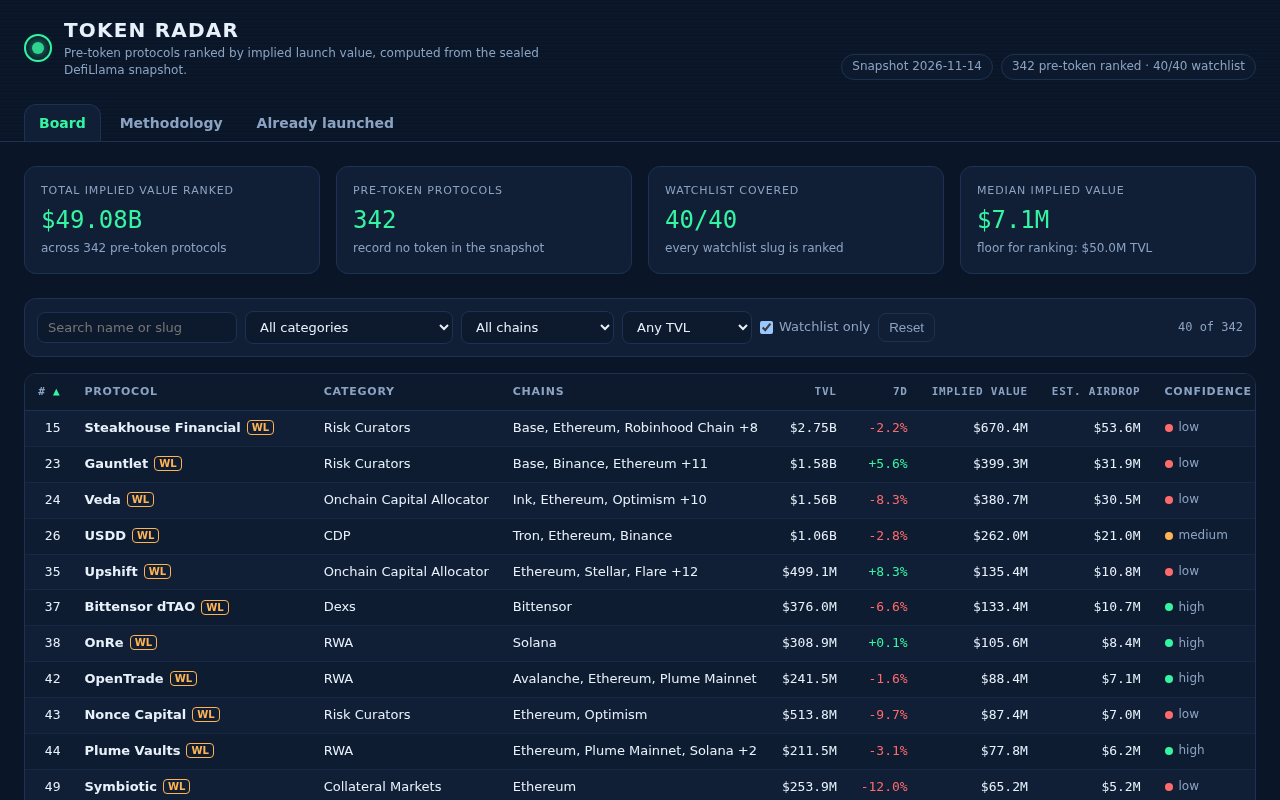 TOKEN RADAR
Pre-token protocols ranked by implied launch value, computed from the sealed
DefiLlama snapshot.
Snapshot 2026-11-14
342 pre-token ranked · 40/40 watchlist
Board Methodology Already launched
TOTAL IMPLIED VALUE RANKED
$49.08B
across 342 pre-token protocols
PRE-TOKEN PROTOCOLS
342
record no token in the snapshot
WATCHLIST COVERED
40/40
every watchlist slug is ranked
MEDIAN IMPLIED VALUE
$7.1M
floor for ranking: $50.0M TVL
Search name or slug All categories All chains Any TVL Watchlist only Reset 40 of 342
# ▲ PROTOCOL CATEGORY CHAINS TVL 7D IMPLIED VALUE EST. AIRDROP CONFIDENCE
15 Steakhouse Financial WL Risk Curators Base, Ethereum, Robinhood Chain +8 $2.75B -2.2% $670.4M $53.6M low
23 Gauntlet WL Risk Curators Base, Binance, Ethereum +11 $1.58B +5.6% $399.3M $31.9M low
24 Veda WL Onchain Capital Allocator Ink, Ethereum, Optimism +10 $1.56B -8.3% $380.7M $30.5M low
26 USDD WL CDP Tron, Ethereum, Binance $1.06B -2.8% $262.0M $21.0M medium
35 Upshift WL Onchain Capital Allocator Ethereum, Stellar, Flare +12 $499.1M +8.3% $135.4M $10.8M low
37 Bittensor dTAO WL Dexs Bittensor $376.0M -6.6% $133.4M $10.7M high
38 OnRe WL RWA Solana $308.9M +0.1% $105.6M $8.4M high
42 OpenTrade WL RWA Avalanche, Ethereum, Plume Mainnet $241.5M -1.6% $88.4M $7.1M high
43 Nonce Capital WL Risk Curators Ethereum, Optimism $513.8M -9.7% $87.4M $7.0M low
44 Plume Vaults WL RWA Ethereum, Plume Mainnet, Solana +2 $211.5M -3.1% $77.8M $6.2M high
49 Symbiotic WL Collateral Markets Ethereum $253.9M -12.0% $65.2M $5.2M low